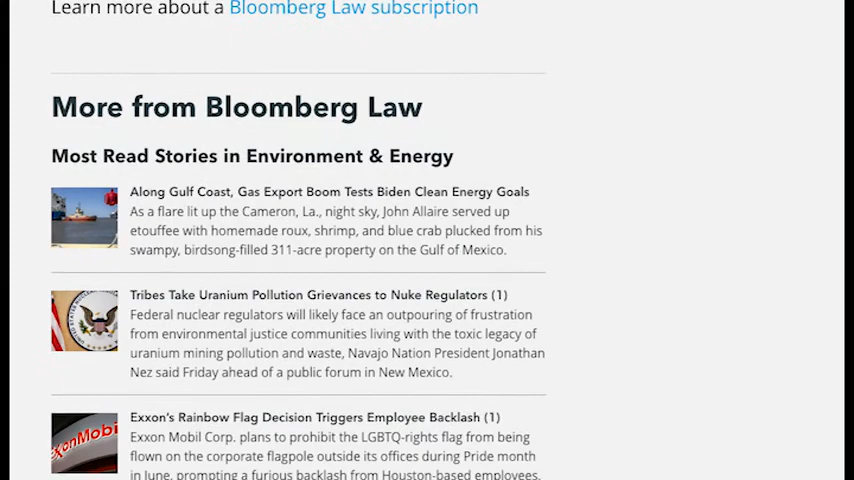 Learn more about a Bloomberg Law subscription
More from Bloomberg Law
Most Read Stories in Environment & Energy
Along Gulf Coast, Gas Export Boom Tests Biden Clean Energy Goals
As a flare lit up the Cameron, La., night sky, John Allaire served up
etouffee with homemade roux, shrimp, and blue crab plucked from his
swampy, birdsong-filled 311-acre property on the Gulf of Mexico.
Tribes Take Uranium Pollution Grievances to Nuke Regulators (1)
Federal nuclear regulators will likely face an outpouring of frustration
from environmental justice communities living with the toxic legacy of
uranium mining pollution and waste, Navajo Nation President Jonathan
Nez said Friday ahead of a public forum in New Mexico.
Exxon's Rainbow Flag Decision Triggers Employee Backlash (1)
ExxonMobi
Exxon Mobil Corp. plans to prohibit the LGBTQ-rights flag from being
flown on the corporate flagpole outside its offices during Pride month
in June, prompting a furious backlash from Houston-based employees.